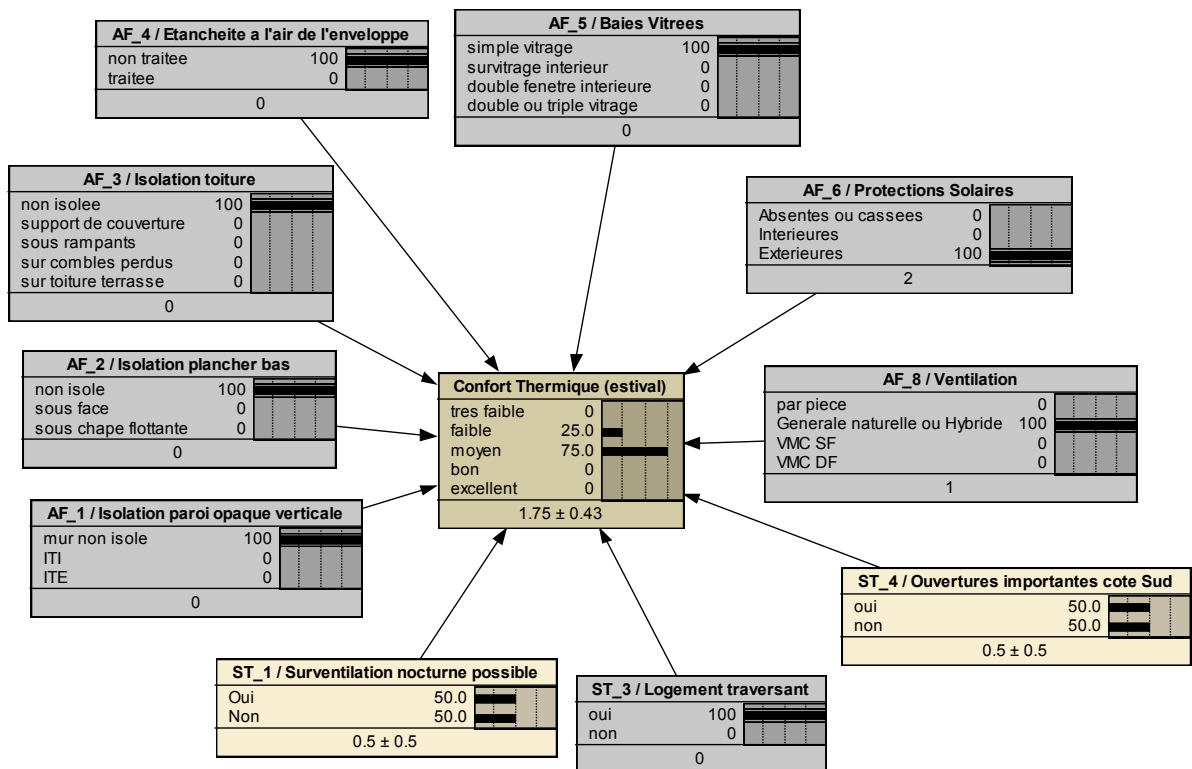 AF_4 / Etancheite a l'air de l'enveloppe
non traitee 100
traitee 0
0
AF_5 / Baies Vitrees
simple vitrage 100
survitrage interieur 0
double fenetre interieure 0
double ou triple vitrage 0
0
AF_3 / Isolation toiture
non isolee 100
support de couverture 0
sous rampants 0
sur combles perdus 0
sur toiture terrasse 0
0
AF_6 / Protections Solaires
Absentes ou cassees 0
Interieures 0
Exterieures 100
2
AF_2 / Isolation plancher bas
non isole 100
sous face 0
sous chape flottante 0
0
Confort Thermique (estival)
tres faible 0
faible 25.0
moyen 75.0
bon 0
excellent 0
1.75 ± 0.43
AF_8 / Ventilation
par piece 0
Generale naturelle ou Hybride 100
VMC SF 0
VMC DF 0
1
AF_1 / Isolation paroi opaque verticale
mur non isole 100
ITI 0
ITE 0
0
ST_4 / Ouvertures importantes cote Sud
oui 50.0
non 50.0
0.5 ± 0.5
ST_1 / Surventilation nocturne possible
Oui 50.0
Non 50.0
0.5 ± 0.5
ST_3 / Logement traversant
oui 100
non 0
0